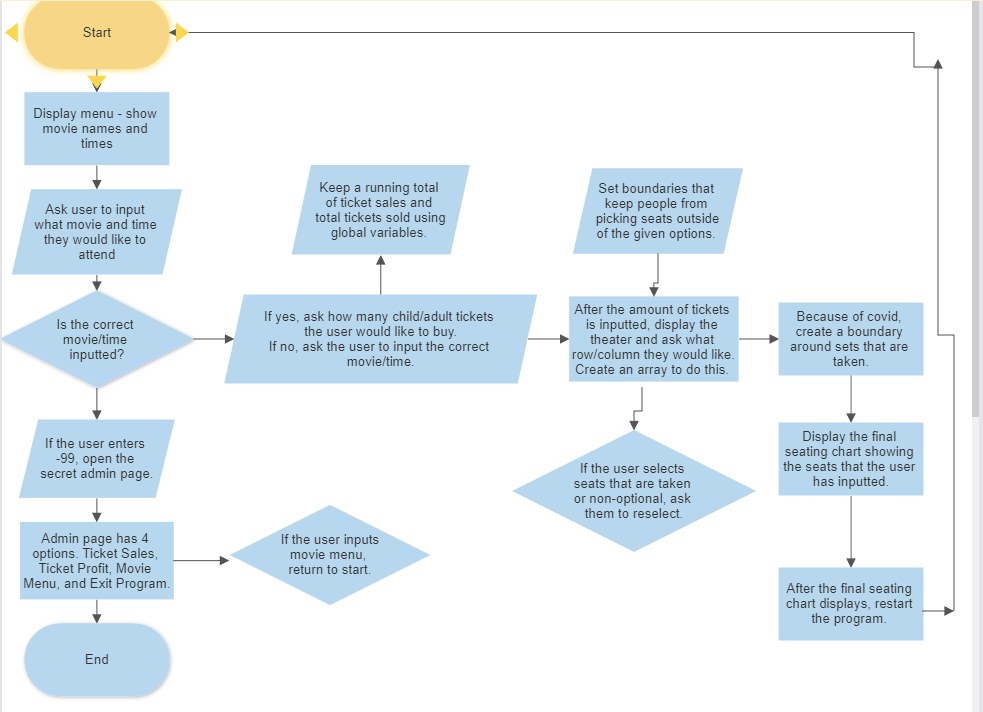 Start
Display menu - show
movie names and
times
Ask user to input
what movie and time
they would like to
attend
Is the correct
movie/time
inputted?
If the user enters
-99, open the
secret admin page.
Admin page has 4
options. Ticket Sales,
Ticket Profit, Movie
Menu, and Exit Program.
End
If the user inputs
movie menu,
return to start.
Keep a running total
of ticket sales and
total tickets sold using
global variables.
If yes, ask how many child/adult tickets
the user would like to buy.
If no, ask the user to input the correct
movie/time.
Set boundaries that
keep people from
picking seats outside
of the given options.
After the amount of tickets
is inputted, display the
theater and ask what
row/column they would like.
Create an array to do this.
If the user selects
seats that are taken
or non-optional, ask
them to reselect.
Because of covid,
create a boundary
around sets that are
taken.
Display the final
seating chart showing
the seats that the user
has inputted.
After the final seating
chart displays, restart
the program.